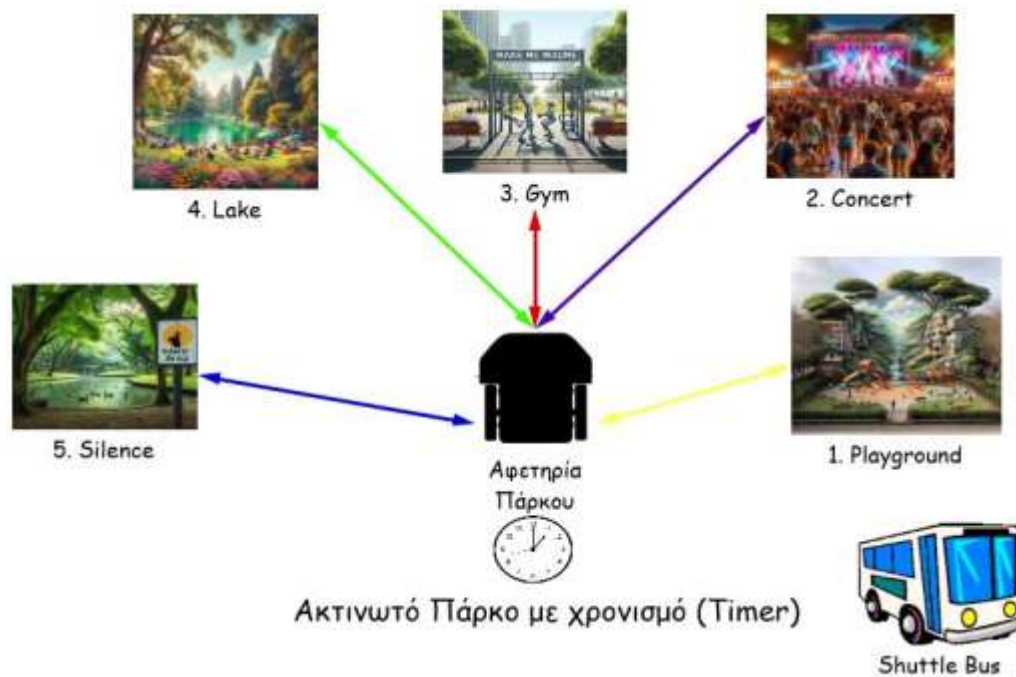 4. Lake
3. Gym
2. Concert
5. Silence
1. Playground
Αφετηρία
Πάρκου
Ακτινωτό Πάρκο με χρονισμό (Timer)
Shuttle Bus